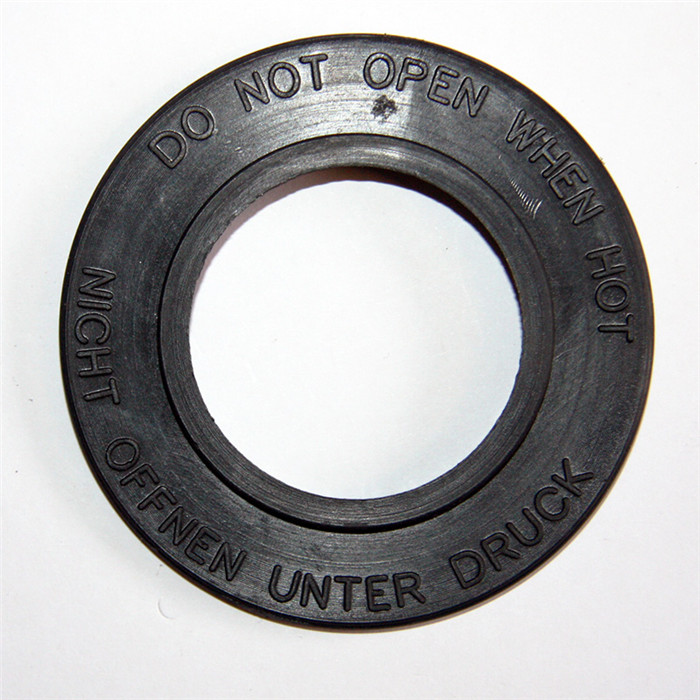 DO NOT OPEN WHEN HOT
NICHT OFFNEN UNTER DRUCK